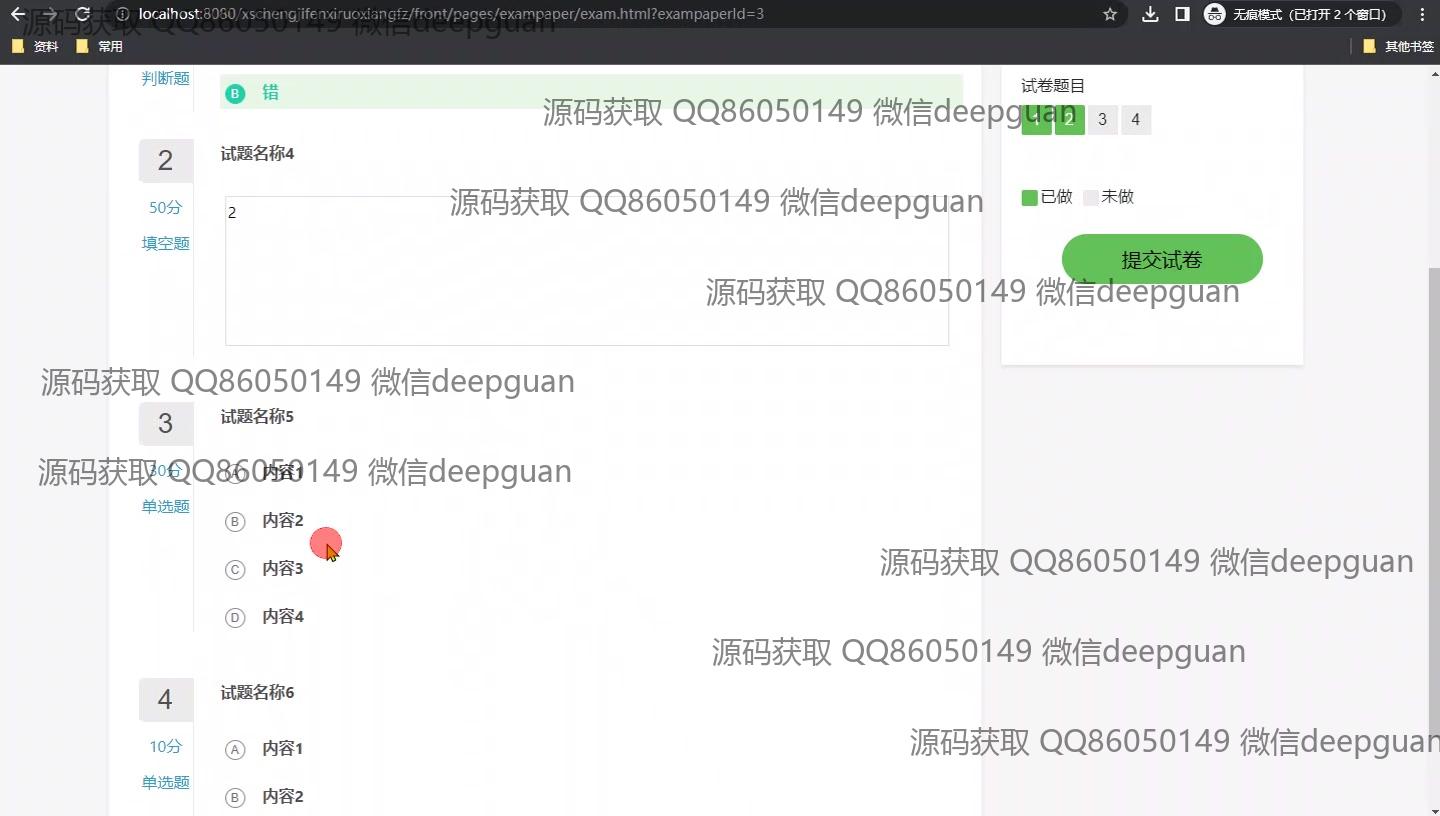 localhost:8080/xschengjifenxiruoxiangfz/front/pages/exampaper/exam.html?exampaperId=3
无痕模式（已打开 2 个窗口）
源码获取 QQ86050149 微信deepguan
资料
常用
其他书签
判断题
B 错
试卷题目
源码获取 QQ86050149 微信deepguan
1 2 3 4
2
试题名称4
50分
填空题
2
源码获取 QQ86050149 微信deepguan
已做 未做
提交试卷
源码获取 QQ86050149 微信deepguan
源码获取 QQ86050149 微信deepguan
3
试题名称5
30分
单选题
A 内容1
源码获取 QQ86050149 微信deepguan
B 内容2
C 内容3
源码获取 QQ86050149 微信deepguan
D 内容4
源码获取 QQ86050149 微信deepguan
4
试题名称6
10分
单选题
A 内容1
源码获取 QQ86050149 微信deepguan
B 内容2